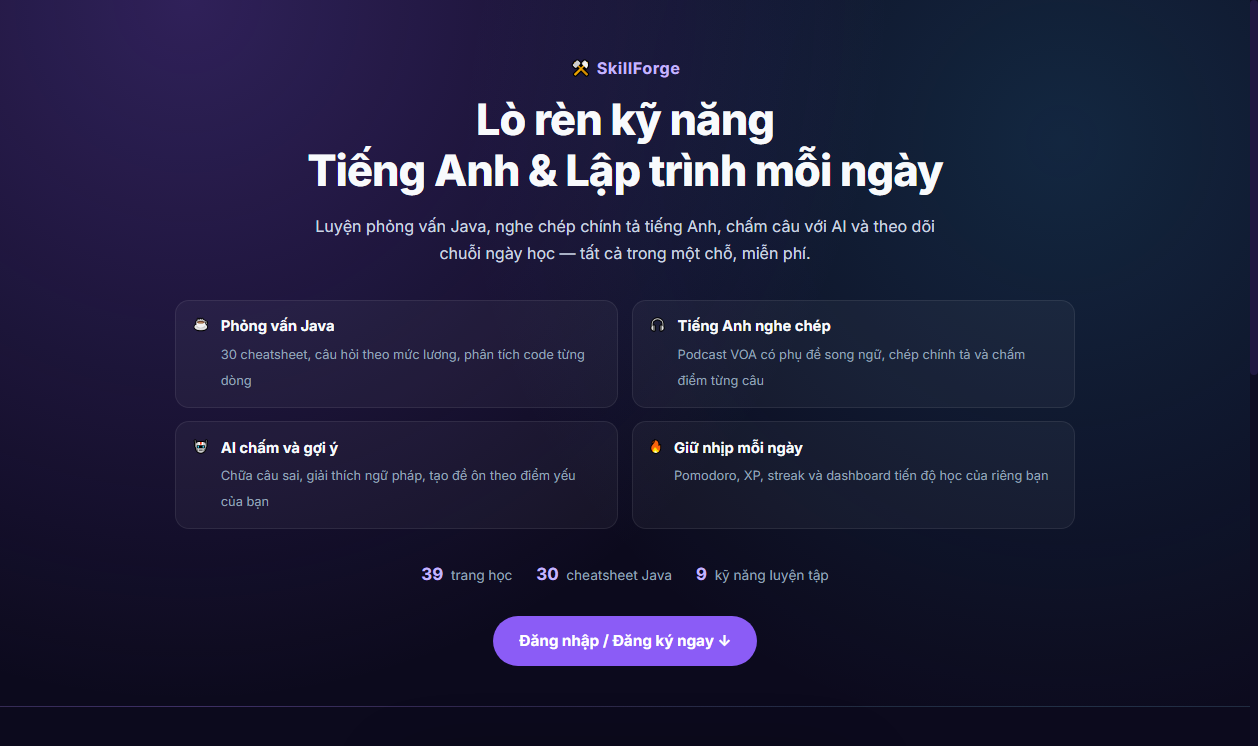 SkillForge
Lò rèn kỹ năng
Tiếng Anh & Lập trình mỗi ngày
Luyện phỏng vấn Java, nghe chép chính tả tiếng Anh, chấm câu với AI và theo dõi
chuỗi ngày học — tất cả trong một chỗ, miễn phí.
Phỏng vấn Java
30 cheatsheet, câu hỏi theo mức lương, phân tích code từng
dòng
Tiếng Anh nghe chép
Podcast VOA có phụ đề song ngữ, chép chính tả và chấm
điểm từng câu
AI chấm và gợi ý
Chữa câu sai, giải thích ngữ pháp, tạo đề ôn theo điểm yếu
của bạn
Giữ nhịp mỗi ngày
Pomodoro, XP, streak và dashboard tiến độ học của riêng bạn
39 trang học 30 cheatsheet Java 9 kỹ năng luyện tập
Đăng nhập / Đăng ký ngay ↓